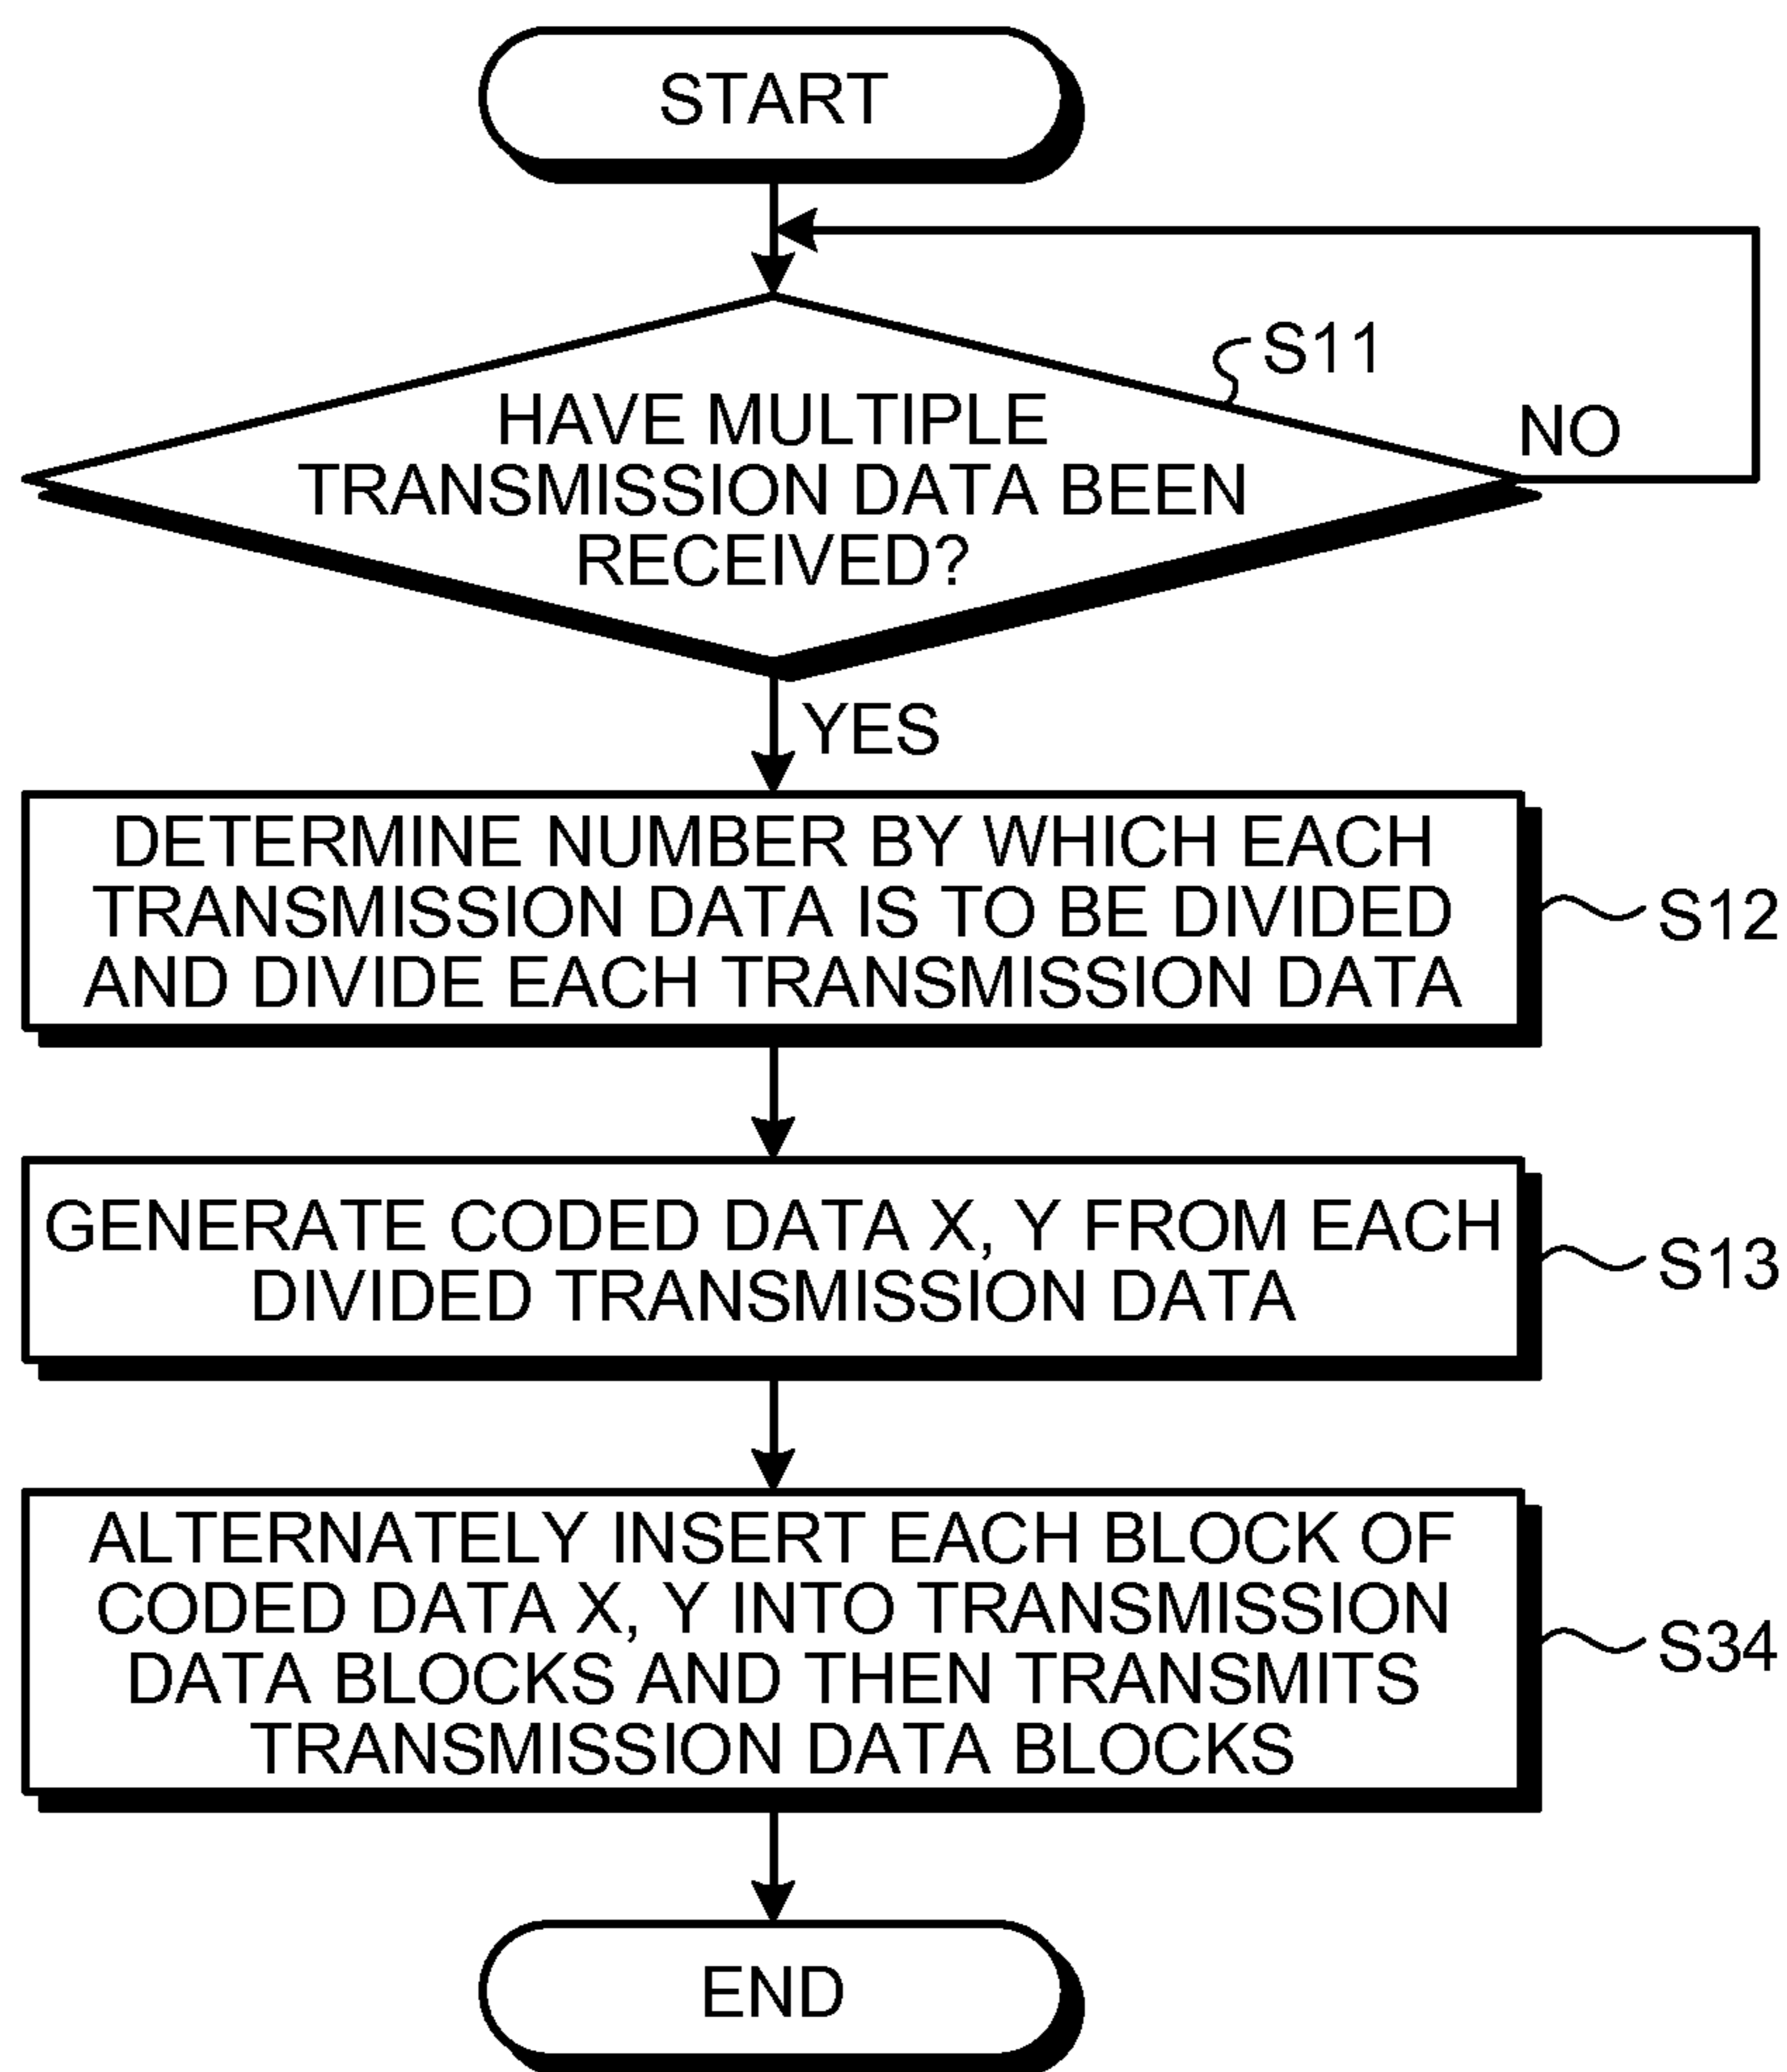 START
S11
HAVE MULTIPLE
TRANSMISSION DATA BEEN
RECEIVED?
NO
YES
DETERMINE NUMBER BY WHICH EACH
TRANSMISSION DATA IS TO BE DIVIDED
AND DIVIDE EACH TRANSMISSION DATA
S12
GENERATE CODED DATA X, Y FROM EACH
DIVIDED TRANSMISSION DATA
S13
ALTERNATELY INSERT EACH BLOCK OF
CODED DATA X, Y INTO TRANSMISSION
DATA BLOCKS AND THEN TRANSMITS
TRANSMISSION DATA BLOCKS
S34
END